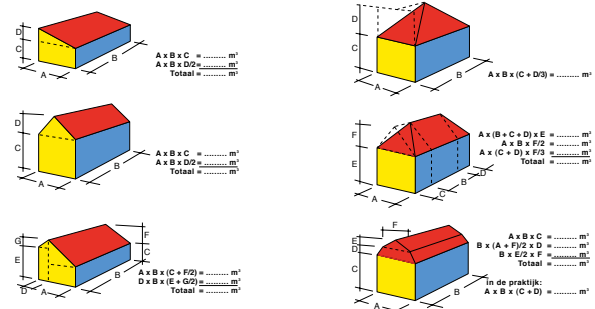 D
C
A
B
A x B x C = ......... m³
A x B x D/2= ......... m³
Totaal = ......... m³
D
C
A
B
A x B x (C + D/3) = ......... m³
D
C
A
B
A x B x C = ......... m³
A x B x D/2= ......... m³
Totaal = ......... m³
F
E
A
C
B
D
A x (B + C + D) x E = ......... m³
A x B x F/2 = ......... m³
A x (C + D) x F/3 = ......... m³
Totaal = ......... m³
G
E
D
A
B
F
C
A x B x (C + F/2) = ......... m³
D x B x (E + G/2) = ......... m³
Totaal = ......... m³
F
E
D
C
A
B
A x B x C = ......... m³
B x (A + F)/2 x D = ......... m³
B x E/2 x F = ......... m³
Totaal = ......... m³
in de praktijk:
A x B x (C + D) = ......... m³